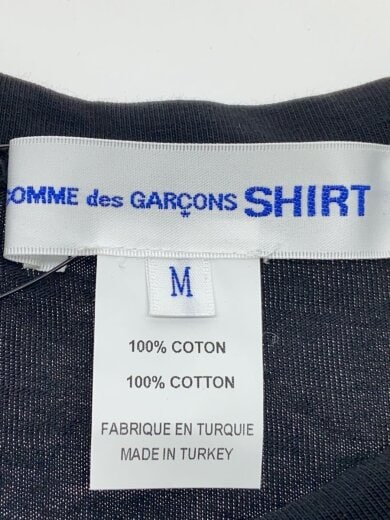 COMME des GARÇONS SHIRT
M
100% COTON
100% COTTON
FABRIQUE EN TURQUIE
MADE IN TURKEY